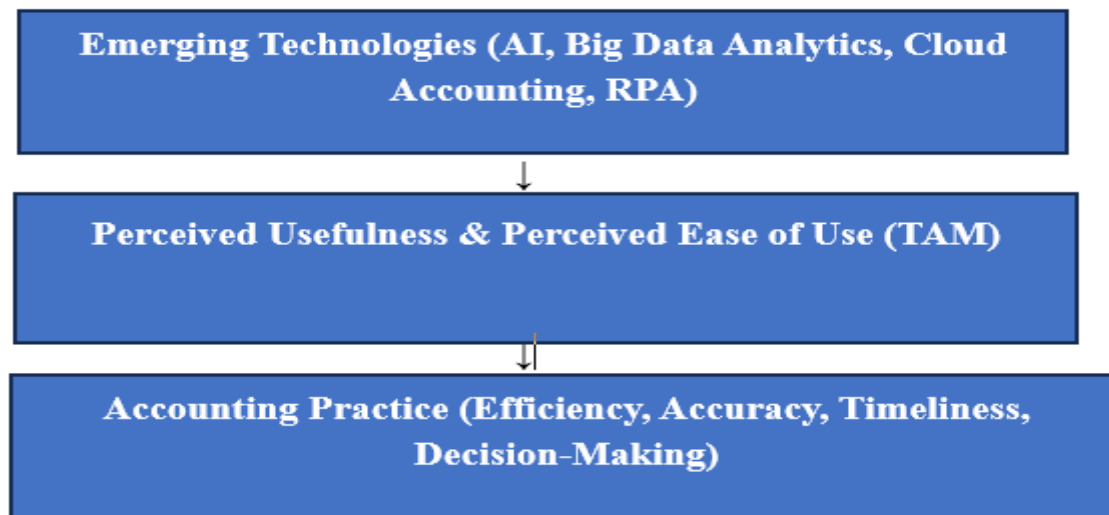 Emerging Technologies (AI, Big Data Analytics, Cloud
Accounting, RPA)
↓
Perceived Usefulness & Perceived Ease of Use (TAM)
↓
Accounting Practice (Efficiency, Accuracy, Timeliness,
Decision-Making)